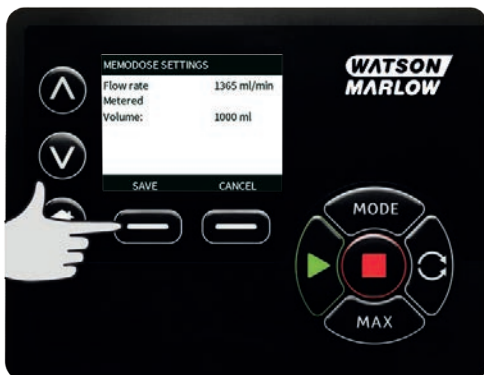 MEMODOSE SETTINGS
Flow rate 1365 ml/min
Metered
Volume: 1000 ml
SAVE CANCEL
WATSON
MARLOW
MODE
MAX